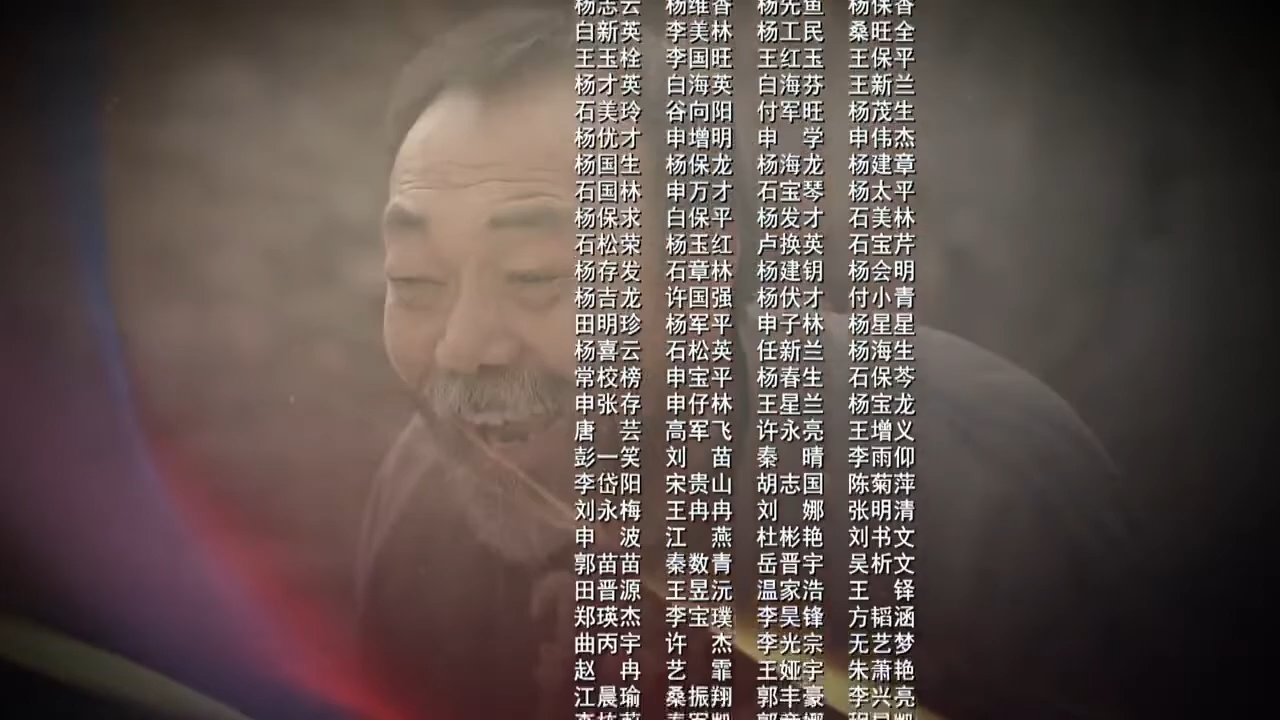 杨志云 杨维香 杨先鱼 杨保香
白新英 李美林 杨工民 桑旺全
王玉栓 李国旺 王红玉 王保平
杨才英 白海英 白海芬 王新兰
石美玲 谷向阳 付军旺 杨茂生
杨优才 申增明 申 学 申伟杰
杨国生 杨保龙 杨海龙 杨建章
石国林 申万才 石宝琴 杨太平
杨保求 白保平 杨发才 石美林
石松荣 杨玉红 卢换英 石宝芹
杨存发 石章林 杨建钥 杨会明
杨吉龙 许国强 杨伏才 付小青
田明珍 杨军平 申子林 杨星星
杨喜云 石松英 任新兰 杨海生
常校榜 申宝平 杨春生 石保芩
申张存 申仔林 王星兰 杨宝龙
唐 芸 高军飞 许永亮 王增义
彭一笑 刘 苗 秦 晴 李雨仰
李岱阳 宋贵山 胡志国 陈菊萍
刘永梅 王冉冉 刘 娜 张明清
申 波 江 燕 杜彬艳 刘书文
郭苗苗 秦数青 岳晋宇 吴析文
田晋源 王昱沅 温家浩 王 铎
郑瑛杰 李宝璞 李昊锋 方韬涵
曲丙宇 许 杰 李光宗 无艺梦
赵 冉 艺 霏 王娅宇 朱萧艳
江晨瑜 桑振翔 郭丰豪 李兴亮